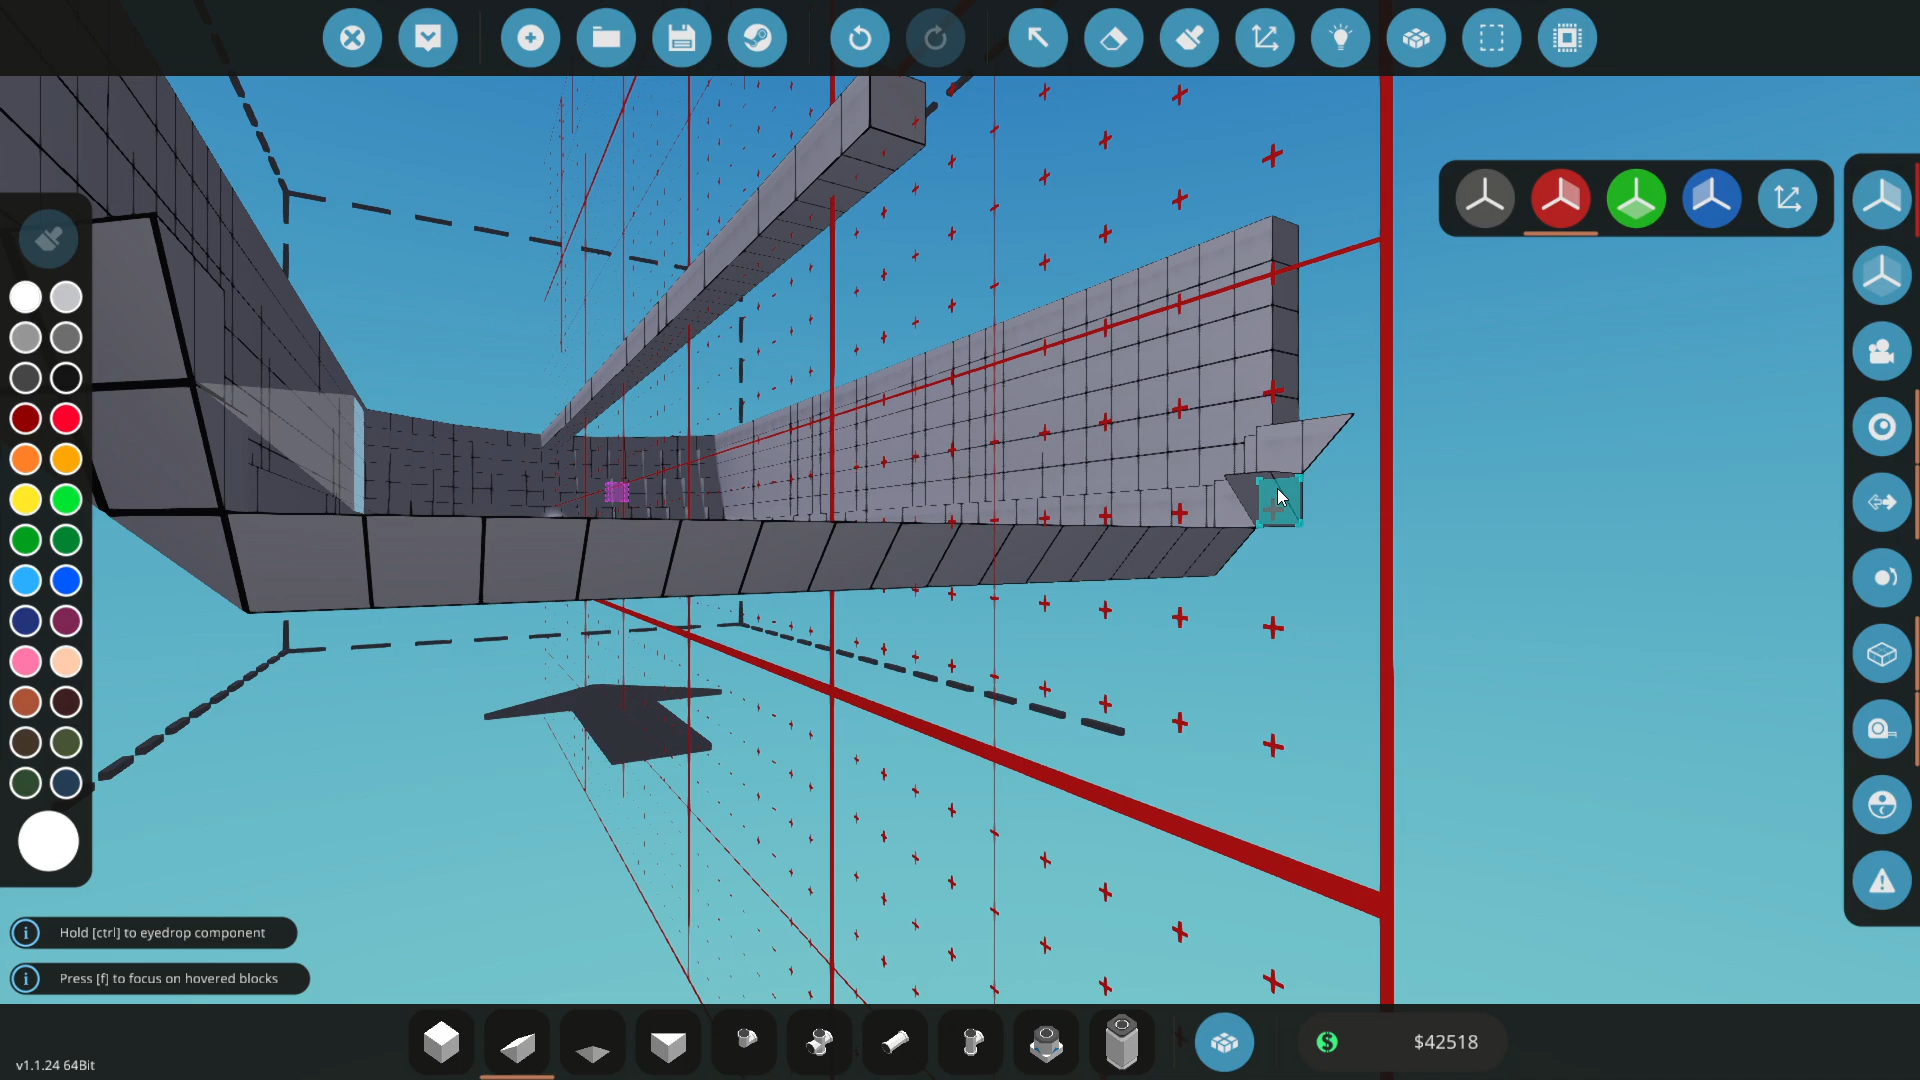 Hold [ctrl] to eyedrop component
Press [f] to focus on hovered blocks
v1.1.24 64Bit
$42518